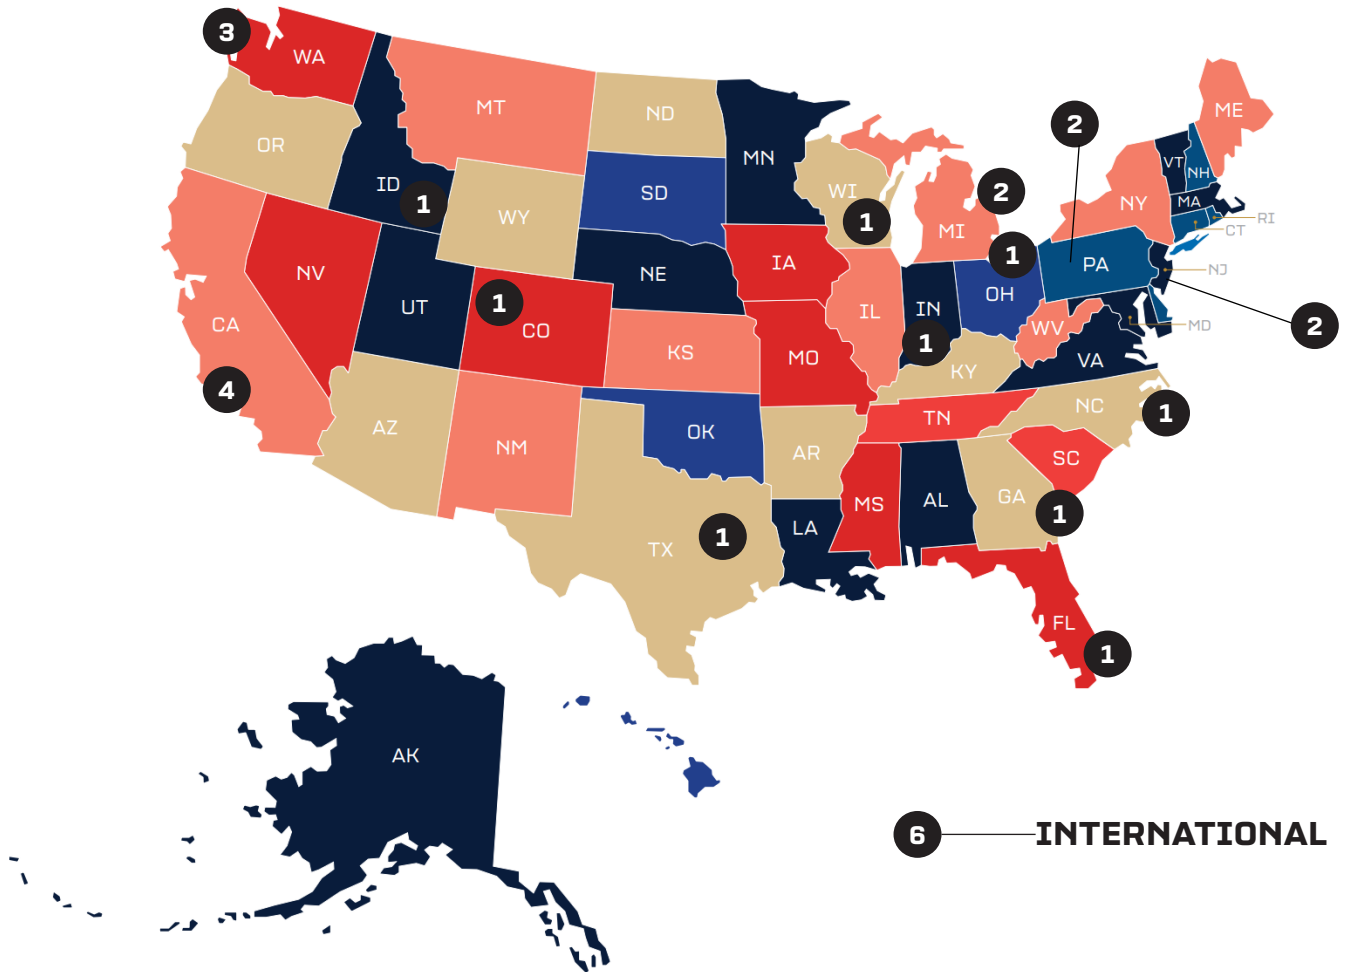 3
WA
MT
ND
MN
ME
2
VT
NH
OR
ID
1
WY
SD
WI
1
MI
2
NY
MA
RI
CT
NV
UT
NE
IA
1
OH
PA
NJ
CA
4
1
CO
KS
MO
IL
IN
1
WV
VA
MD
2
KY
AZ
NM
OK
AR
TN
NC
1
SC
TX
1
LA
MS
AL
GA
1
FL
1
AK
6
INTERNATIONAL